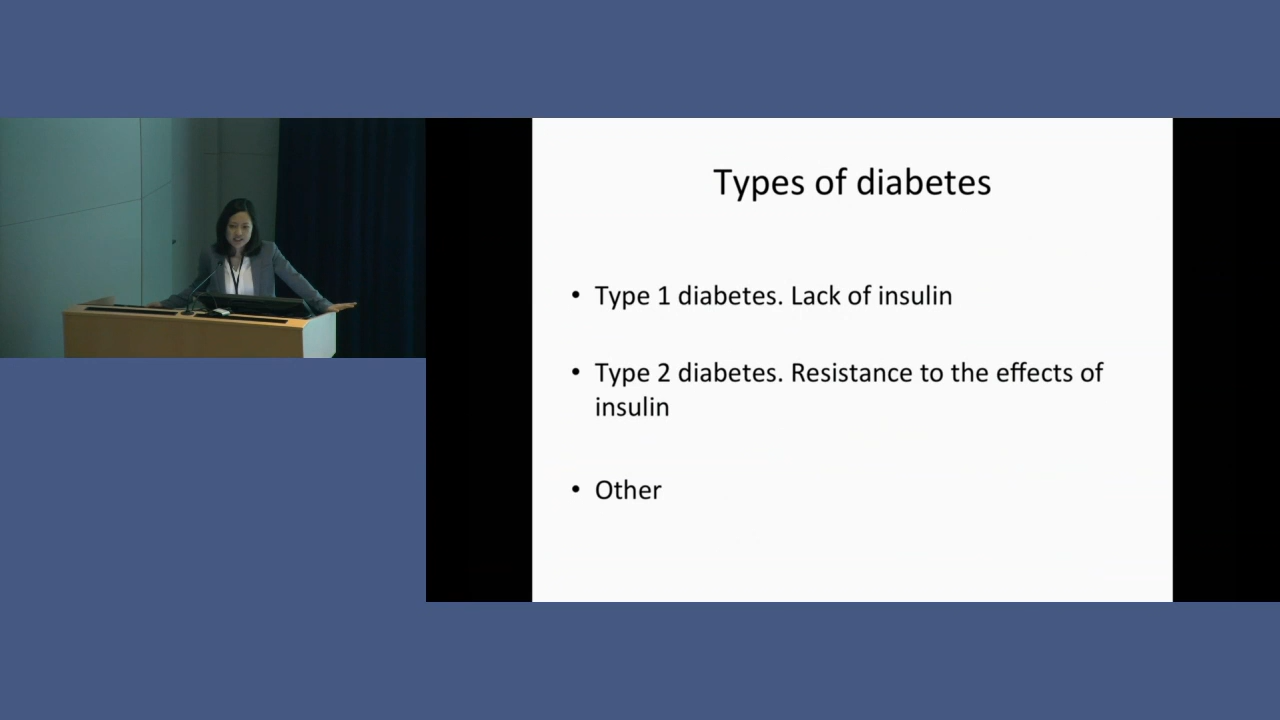 Types of diabetes
• Type 1 diabetes. Lack of insulin
• Type 2 diabetes. Resistance to the effects of
insulin
• Other